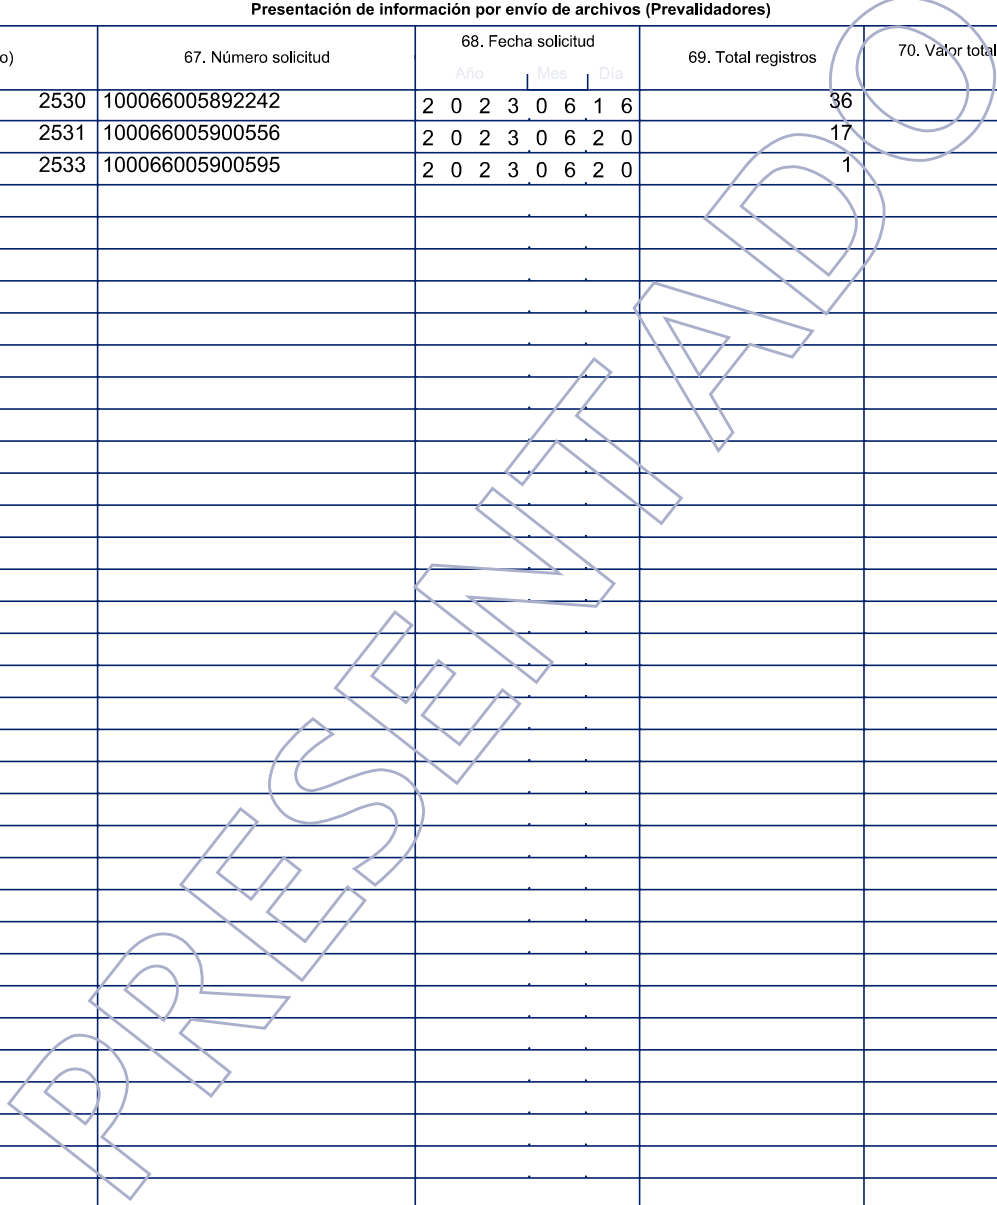 Presentación de información por envío de archivos (Prevalidadores)
o) 67. Número solicitud 68. Fecha solicitud 69. Total registros 70. Valor total
Año Mes Día
2530 100066005892242 2 0 2 3 0 6 1 6 36
2531 100066005900556 2 0 2 3 0 6 2 0 17
2533 100066005900595 2 0 2 3 0 6 2 0 1
PRESENTADO